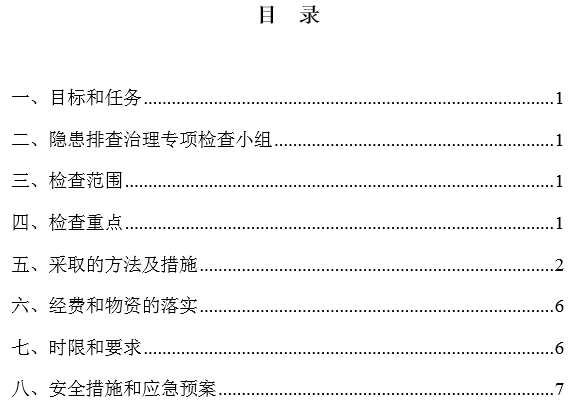 目 录
一、目标和任务........................................................................................1
二、隐患排查治理专项检查小组............................................................1
三、检查范围............................................................................................1
四、检查重点............................................................................................1
五、采取的方法及措施............................................................................2
六、经费和物资的落实............................................................................6
七、时限和要求........................................................................................6
八、安全措施和应急预案........................................................................7